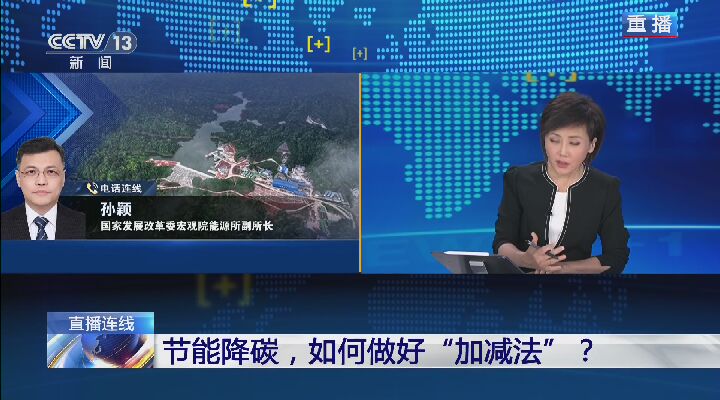 CCTV 13
新闻
重播
[+]
[+]
电话连线
孙颖
国家发展改革委宏观院能源所副所长
直播连线
节能降碳，如何做好“加减法”？